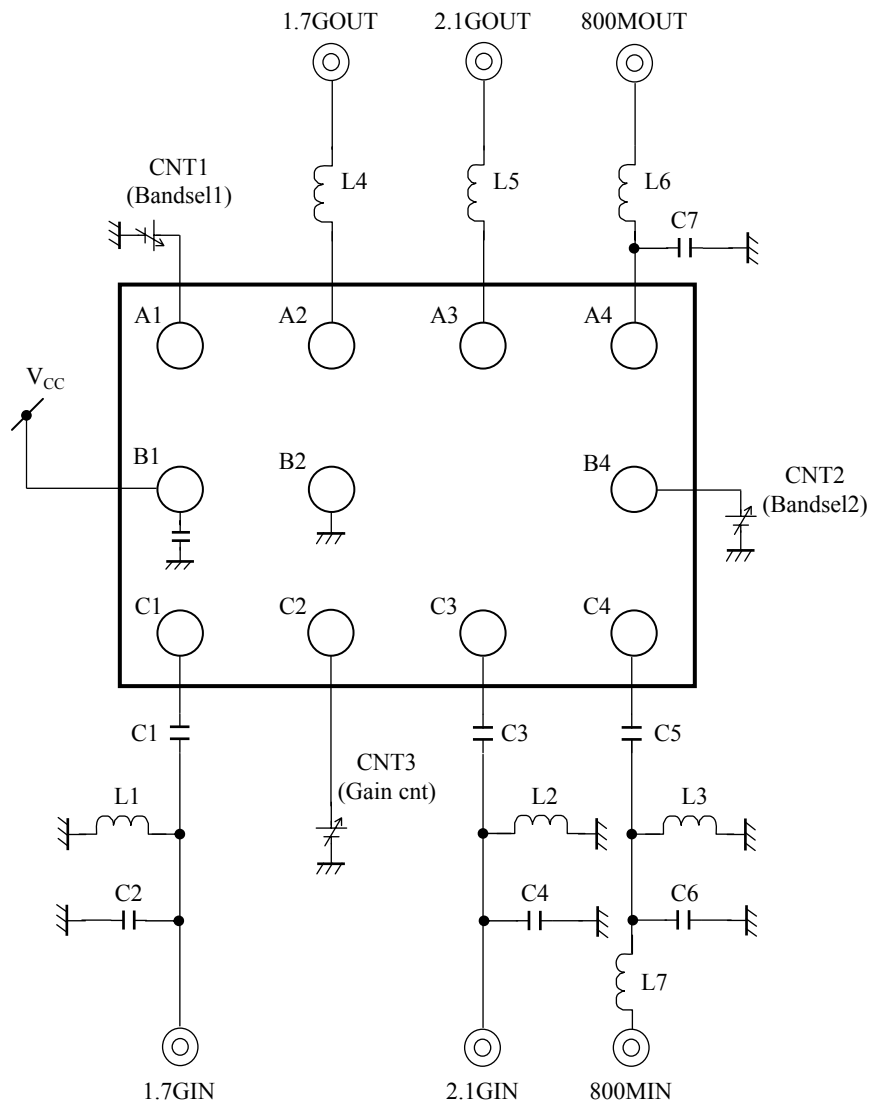 1.7GOUT
2.1GOUT
800MOUT
CNT1
(Bandsel1)
L4
L5
L6
C7
A1
A2
A3
A4
VCC
B1
B2
B4
CNT2
(Bandsel2)
C1
C2
C3
C4
C1
C3
C5
CNT3
(Gain cnt)
L1
L2
L3
C2
C4
C6
L7
1.7GIN
2.1GIN
800MIN